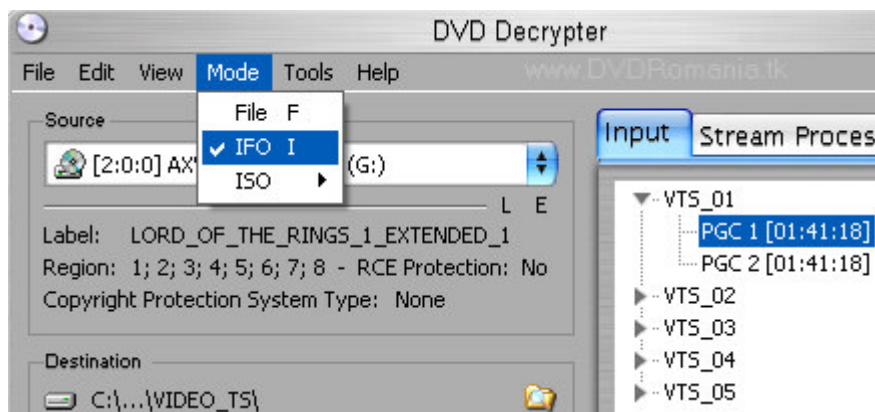 DVD Decrypter
File Edit View Mode Tools Help
www.DVDRomania.tk
File F
IFO I
ISO
Source
[2:0:0] AX (G:)
L E
Label: LORD_OF_THE_RINGS_1_EXTENDED_1
Region: 1; 2; 3; 4; 5; 6; 7; 8 - RCE Protection: No
Copyright Protection System Type: None
Destination
C:\...\VIDEO_TS\
Input Stream Proces
VTS_01
PGC 1 [01:41:18]
PGC 2 [01:41:18]
VTS_02
VTS_03
VTS_04
VTS_05